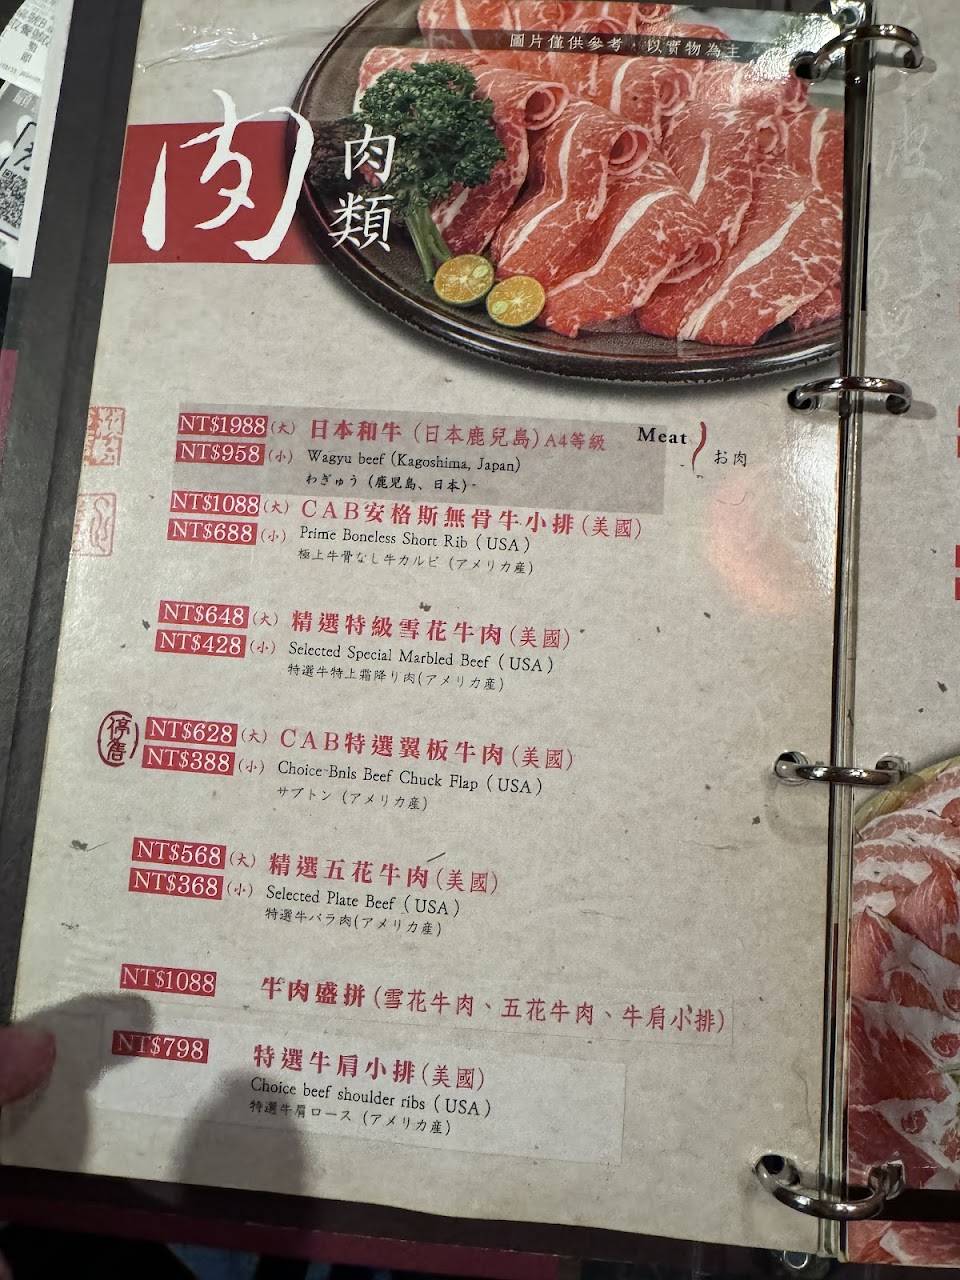 圖片僅供參考，以實物為主
肉
肉類
NT$1988(大) 日本和牛 (日本鹿兒島) A4等級
NT$958(小) Wagyu beef (Kagoshima, Japan)
わぎゅう (鹿児島、日本)
Meat
お肉
NT$1088(大) CAB安格斯無骨牛小排(美國)
NT$688(小) Prime Boneless Short Rib (USA)
極上牛骨なし牛カルビ (アメリカ産)
NT$648(大) 精選特級雪花牛肉(美國)
NT$428(小) Selected Special Marbled Beef (USA)
特選牛特上霜降り肉(アメリカ産)
停售
NT$628(大) CAB特選翼板牛肉(美國)
NT$388(小) Choice Bnls Beef Chuck Flap (USA)
サブトン (アメリカ産)
NT$568(大) 精選五花牛肉(美國)
NT$368(小) Selected Plate Beef (USA)
特選牛バラ肉(アメリカ産)
NT$1088 牛肉盛拼(雪花牛肉、五花牛肉、牛肩小排)
NT$798 特選牛肩小排(美國)
Choice beef shoulder ribs (USA)
特選牛肩ロース (アメリカ産)